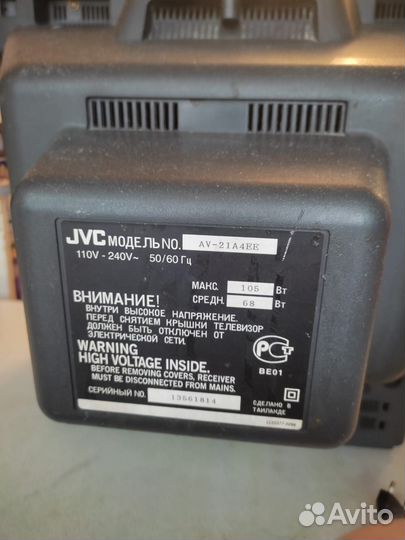 JVC МОДЕЛЬ NO. AV-21A4EE
110V - 240V~ 50/60 Гц
МАКС. 105 Вт
СРЕДН. 68 Вт
ВНИМАНИЕ!
ВНУТРИ ВЫСОКОЕ НАПРЯЖЕНИЕ.
ПЕРЕД СНЯТИЕМ КРЫШКИ ТЕЛЕВИЗОР
ДОЛЖЕН БЫТЬ ОТКЛЮЧЕН ОТ
ЭЛЕКТРИЧЕСКОЙ СЕТИ.
WARNING
HIGH VOLTAGE INSIDE.
BEFORE REMOVING COVERS, RECEIVER
MUST BE DISCONNECTED FROM MAINS.
РСТ
BE01
СЕРИЙНЫЙ NO. 13561814
СДЕЛАНО В
ТАИЛАНДЕ
Avito